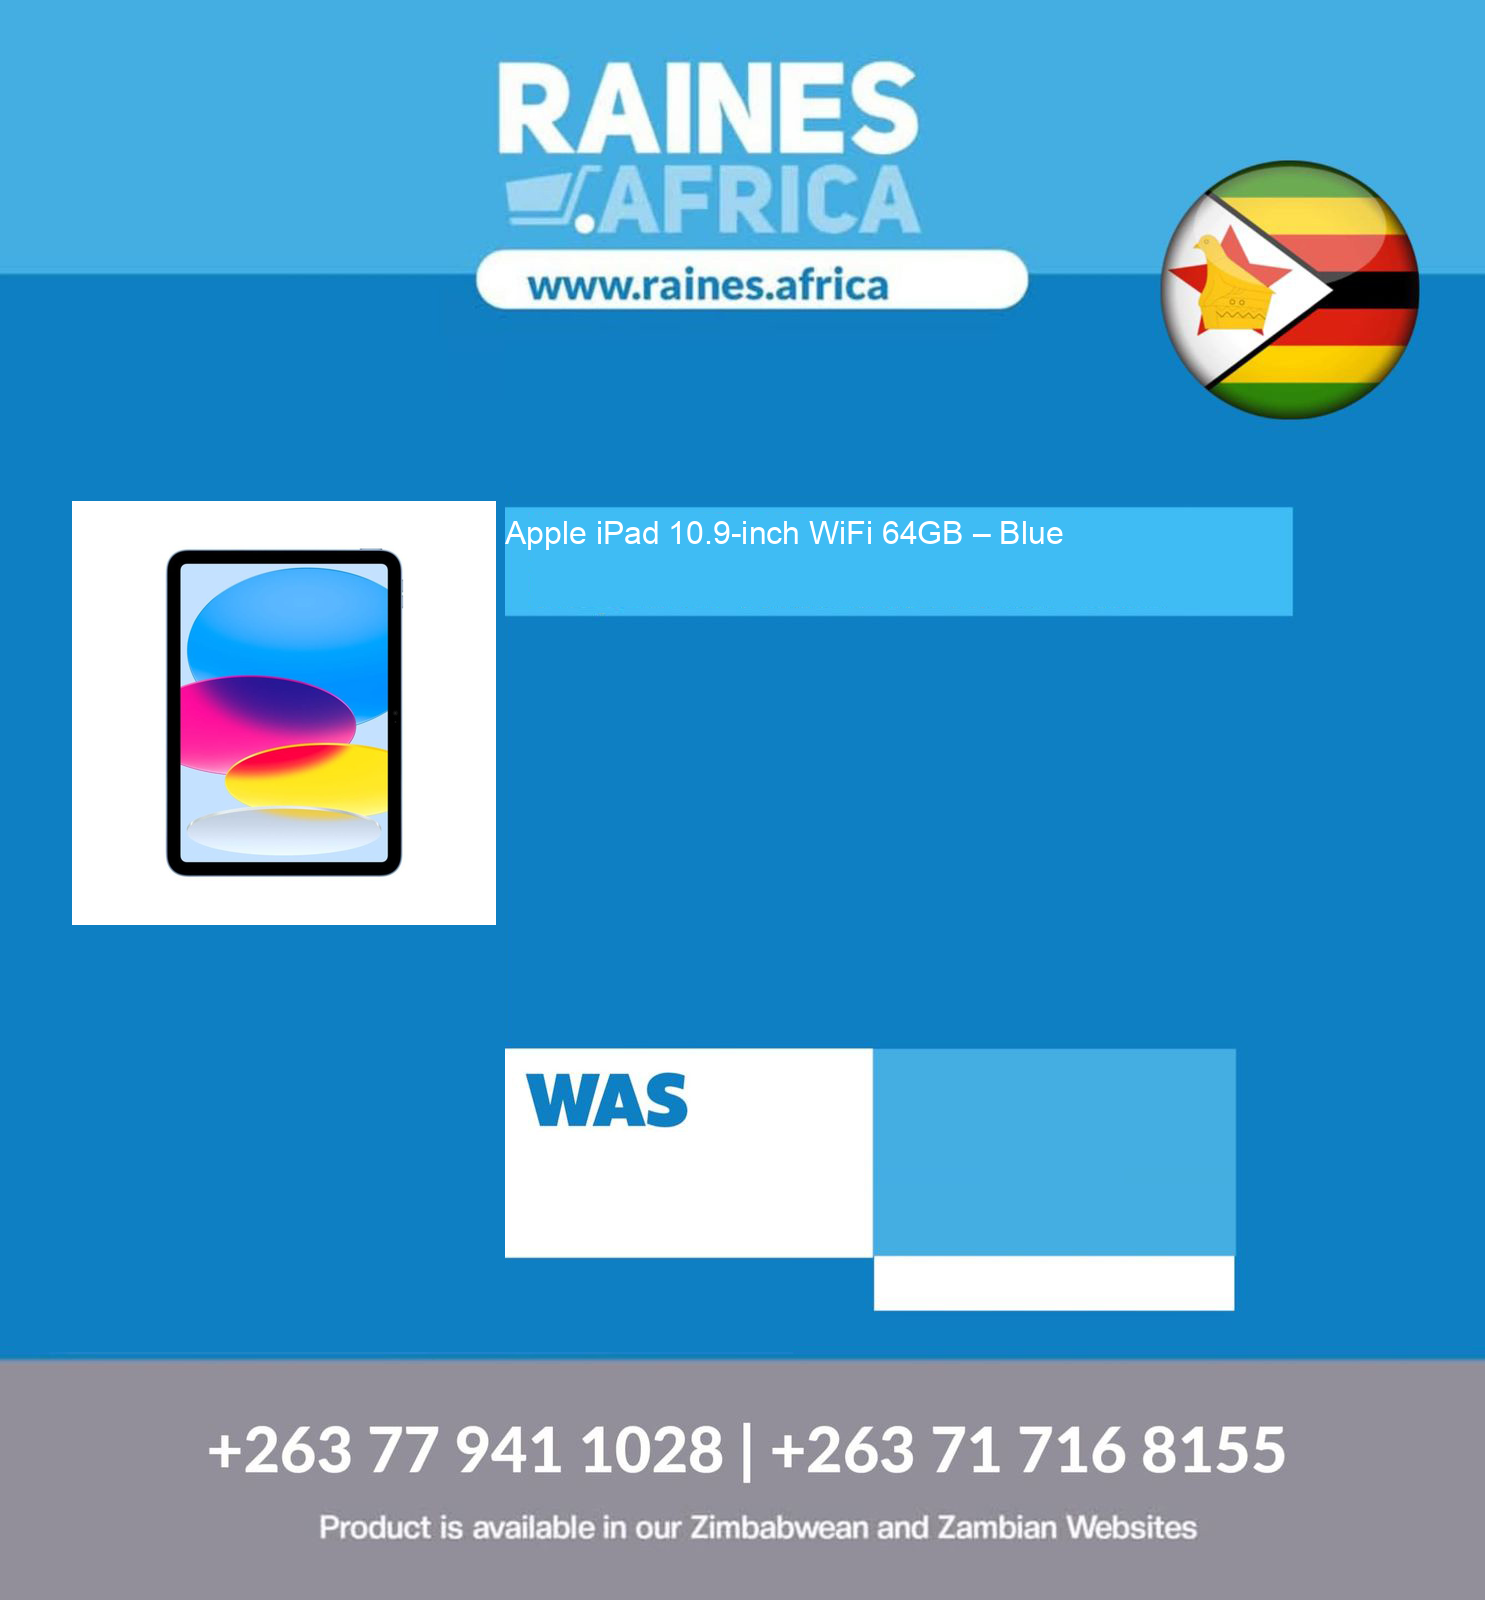 RAINES
.AFRICA
www.raines.africa
Apple iPad 10.9-inch WiFi 64GB – Blue
WAS
+263 77 941 1028 | +263 71 716 8155
Product is available in our Zimbabwean and Zambian Websites